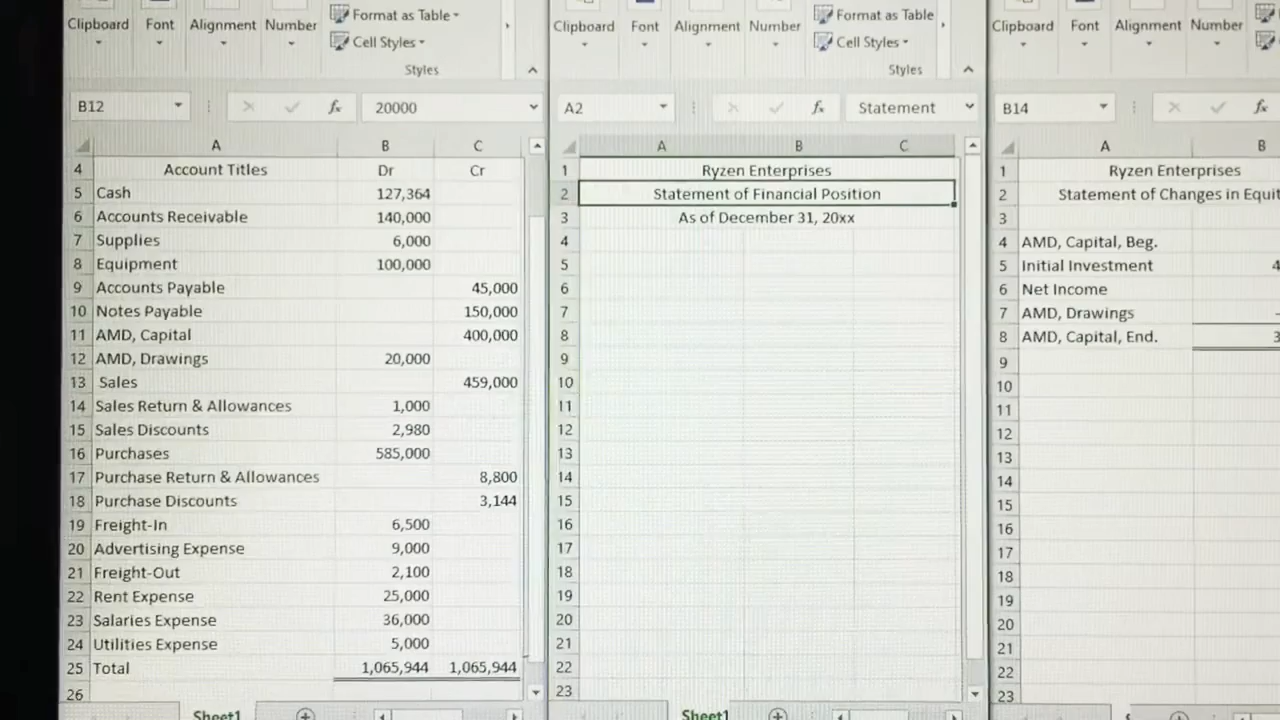 Clipboard Font Alignment Number Format as Table Cell Styles Styles
B12 fx 20000
A B C
4 Account Titles Dr Cr
5 Cash 127,364
6 Accounts Receivable 140,000
7 Supplies 6,000
8 Equipment 100,000
9 Accounts Payable 45,000
10 Notes Payable 150,000
11 AMD, Capital 400,000
12 AMD, Drawings 20,000
13 Sales 459,000
14 Sales Return & Allowances 1,000
15 Sales Discounts 2,980
16 Purchases 585,000
17 Purchase Return & Allowances 8,800
18 Purchase Discounts 3,144
19 Freight-In 6,500
20 Advertising Expense 9,000
21 Freight-Out 2,100
22 Rent Expense 25,000
23 Salaries Expense 36,000
24 Utilities Expense 5,000
25 Total 1,065,944 1,065,944
26
Sheet1
Clipboard Font Alignment Number Format as Table Cell Styles Styles
A2 fx Statement
A B C
1 Ryzen Enterprises
2 Statement of Financial Position
3 As of December 31, 20xx
4
5
6
7
8
9
10
11
12
13
14
15
16
17
18
19
20
21
22
23
Sheet1
Clipboard Font Alignment Number
B14 fx
A B
1 Ryzen Enterprises
2 Statement of Changes in Equit
3
4 AMD, Capital, Beg.
5 Initial Investment 4
6 Net Income
7 AMD, Drawings
8 AMD, Capital, End. 3
9
10
11
12
13
14
15
16
17
18
19
20
21
22
23